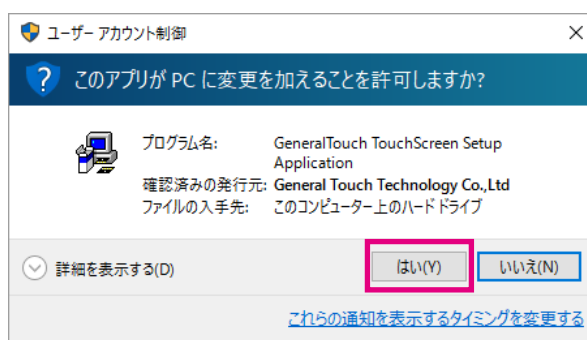 ユーザー アカウント制御
このアプリが PC に変更を加えることを許可しますか?
プログラム名: GeneralTouch TouchScreen Setup
Application
確認済みの発行元: General Touch Technology Co.,Ltd
ファイルの入手先: このコンピューター上のハード ドライブ
詳細を表示する(D) はい(Y) いいえ(N)
これらの通知を表示するタイミングを変更する